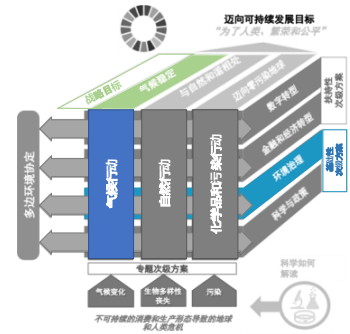 迈向可持续发展目标
“为了人类，繁荣和公平”
战略目标
气候稳定
与自然和谐相处
迈向零污染地球
数字转型
金融和经济转型
环境治理
科学与政策
扶持性
次级方案
基础性
次级方案
多边环境协定
气候行动
自然行动
化学品和污染行动
专题次级方案
气候变化
生物多样性
丧失
污染
不可持续的消费和生产形态导致的地球
和人类危机
科学如何
解读